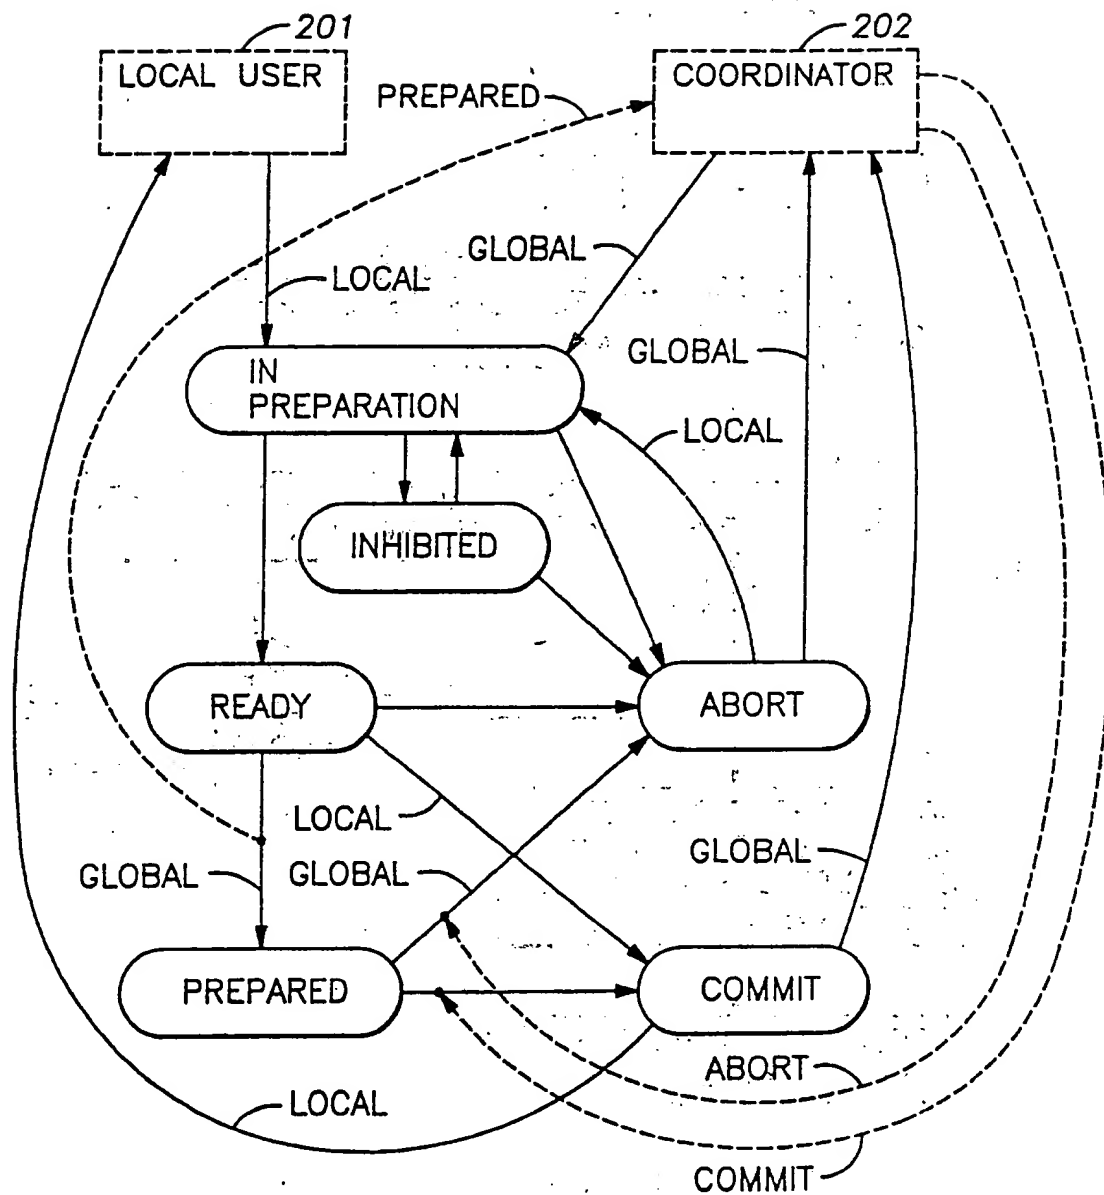 201
202
LOCAL USER
COORDINATOR
PREPARED
GLOBAL
LOCAL
GLOBAL
IN
PREPARATION
LOCAL
INHIBITED
READY
ABORT
LOCAL
GLOBAL
GLOBAL
GLOBAL
PREPARED
COMMIT
ABORT
LOCAL
COMMIT